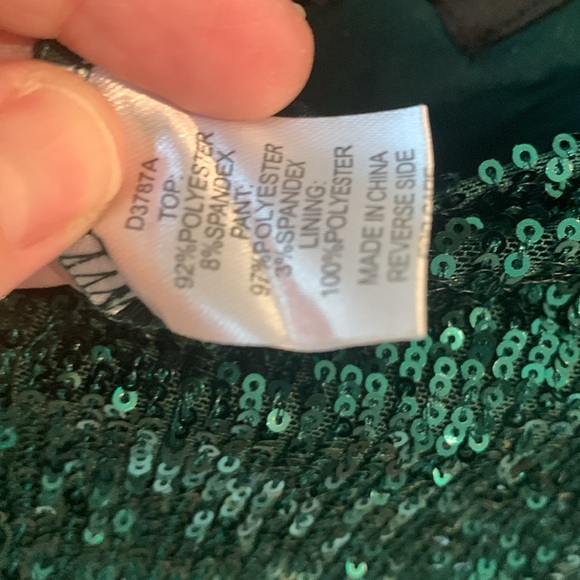 D3787A
TOP:
92%POLYESTER
8%SPANDEX
PANT:
97%POLYESTER
3%SPANDEX
LINING:
100%POLYESTER
MADE IN CHINA
REVERSE SIDE